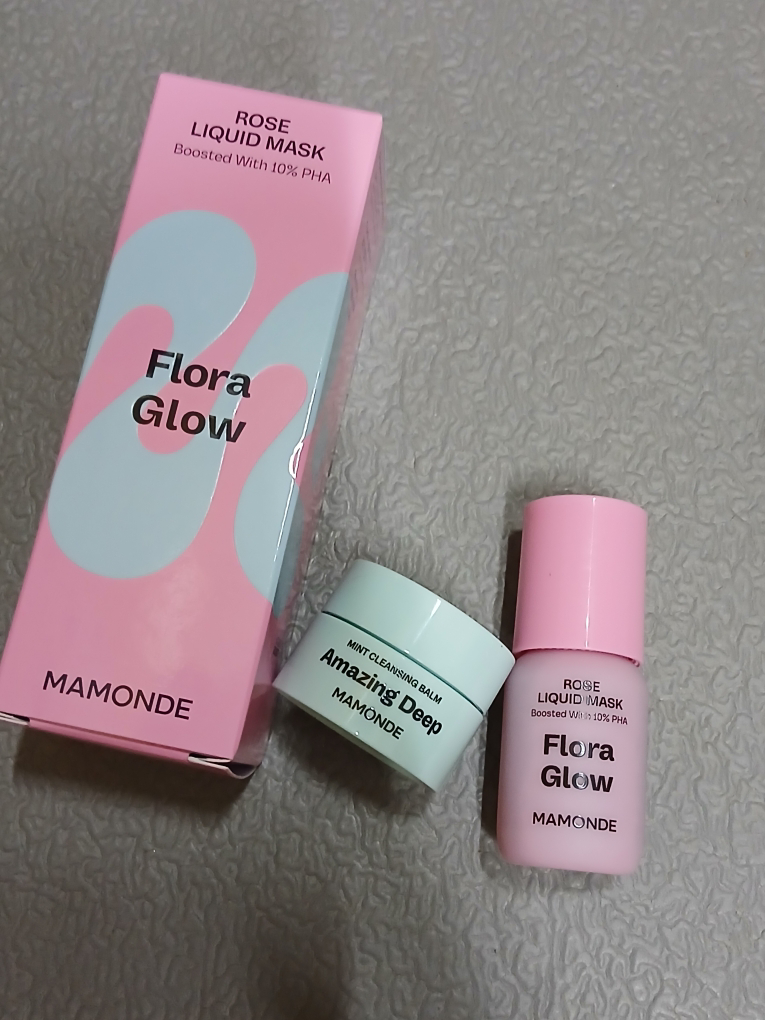 ROSE
LIQUID MASK
Boosted With 10% PHA
Flora
Glow
MAMONDE
MINT CLEANSING BALM
Amazing Deep
MAMONDE
ROSE
LIQUID MASK
Boosted With 10% PHA
Flora
Glow
MAMONDE